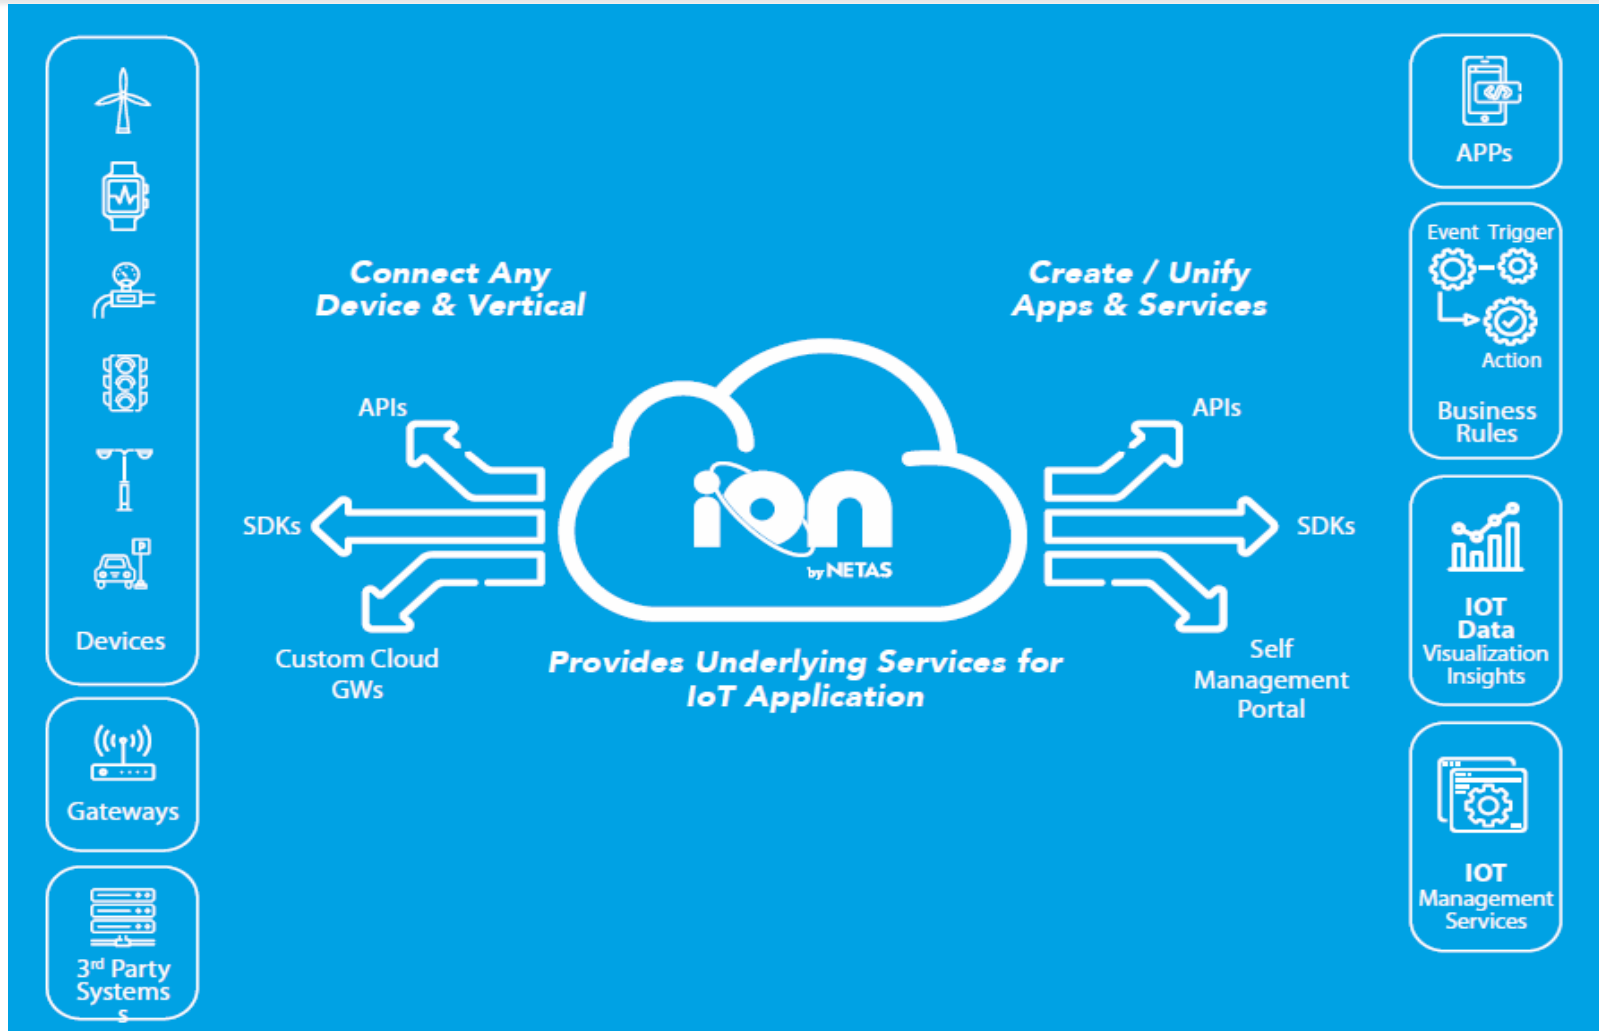 Devices
Gateways
3rd Party
Systems
s
Connect Any
Device & Vertical
APIs
SDKs
Custom Cloud
GWs
ion
by NETAS
Provides Underlying Services for
IoT Application
Create / Unify
Apps & Services
APIs
SDKs
Self
Management
Portal
APPs
Event Trigger
Action
Business
Rules
IOT
Data
Visualization
Insights
IOT
Management
Services
P